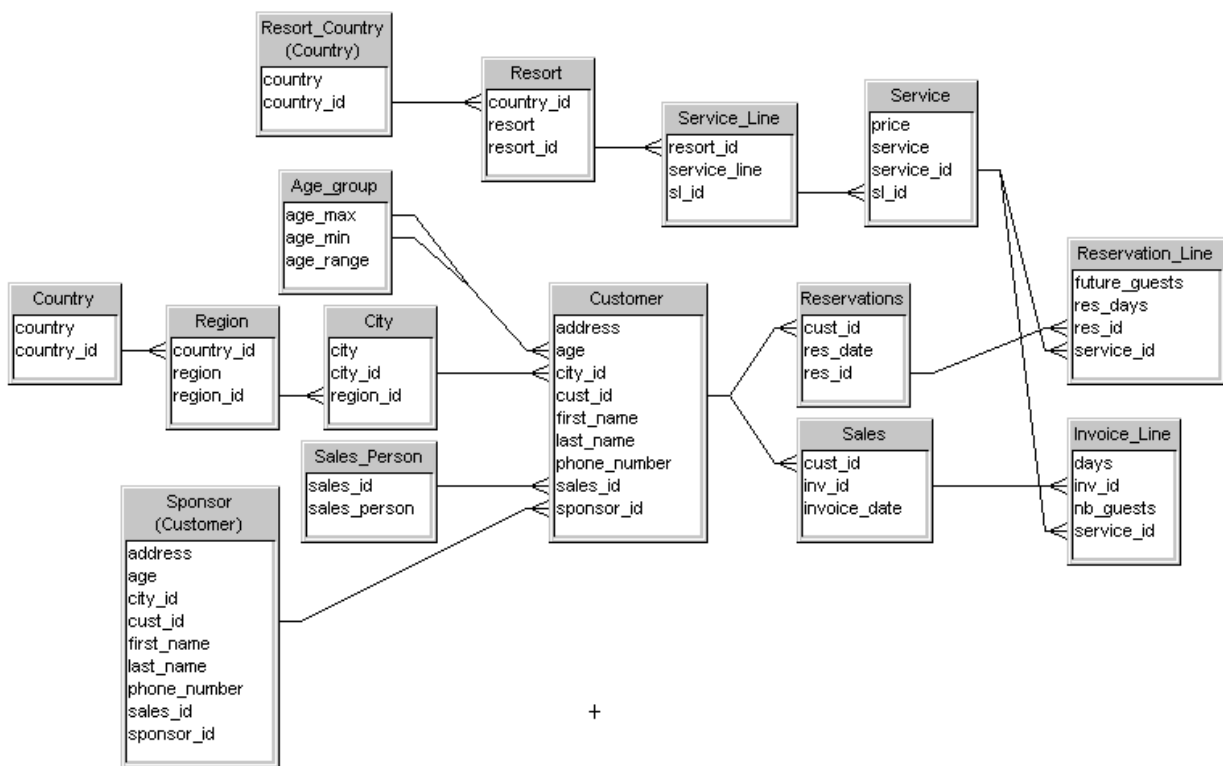 Resort_Country
(Country)
country
country_id
Resort
country_id
resort
resort_id
Service_Line
resort_id
service_line
sl_id
Service
price
service
service_id
sl_id
Age_group
age_max
age_min
age_range
Reservation_Line
future_guests
res_days
res_id
service_id
Country
country
country_id
Region
country_id
region
region_id
City
city
city_id
region_id
Customer
address
age
city_id
cust_id
first_name
last_name
phone_number
sales_id
sponsor_id
Reservations
cust_id
res_date
res_id
Sales_Person
sales_id
sales_person
Sales
cust_id
inv_id
invoice_date
Invoice_Line
days
inv_id
nb_guests
service_id
Sponsor
(Customer)
address
age
city_id
cust_id
first_name
last_name
phone_number
sales_id
sponsor_id